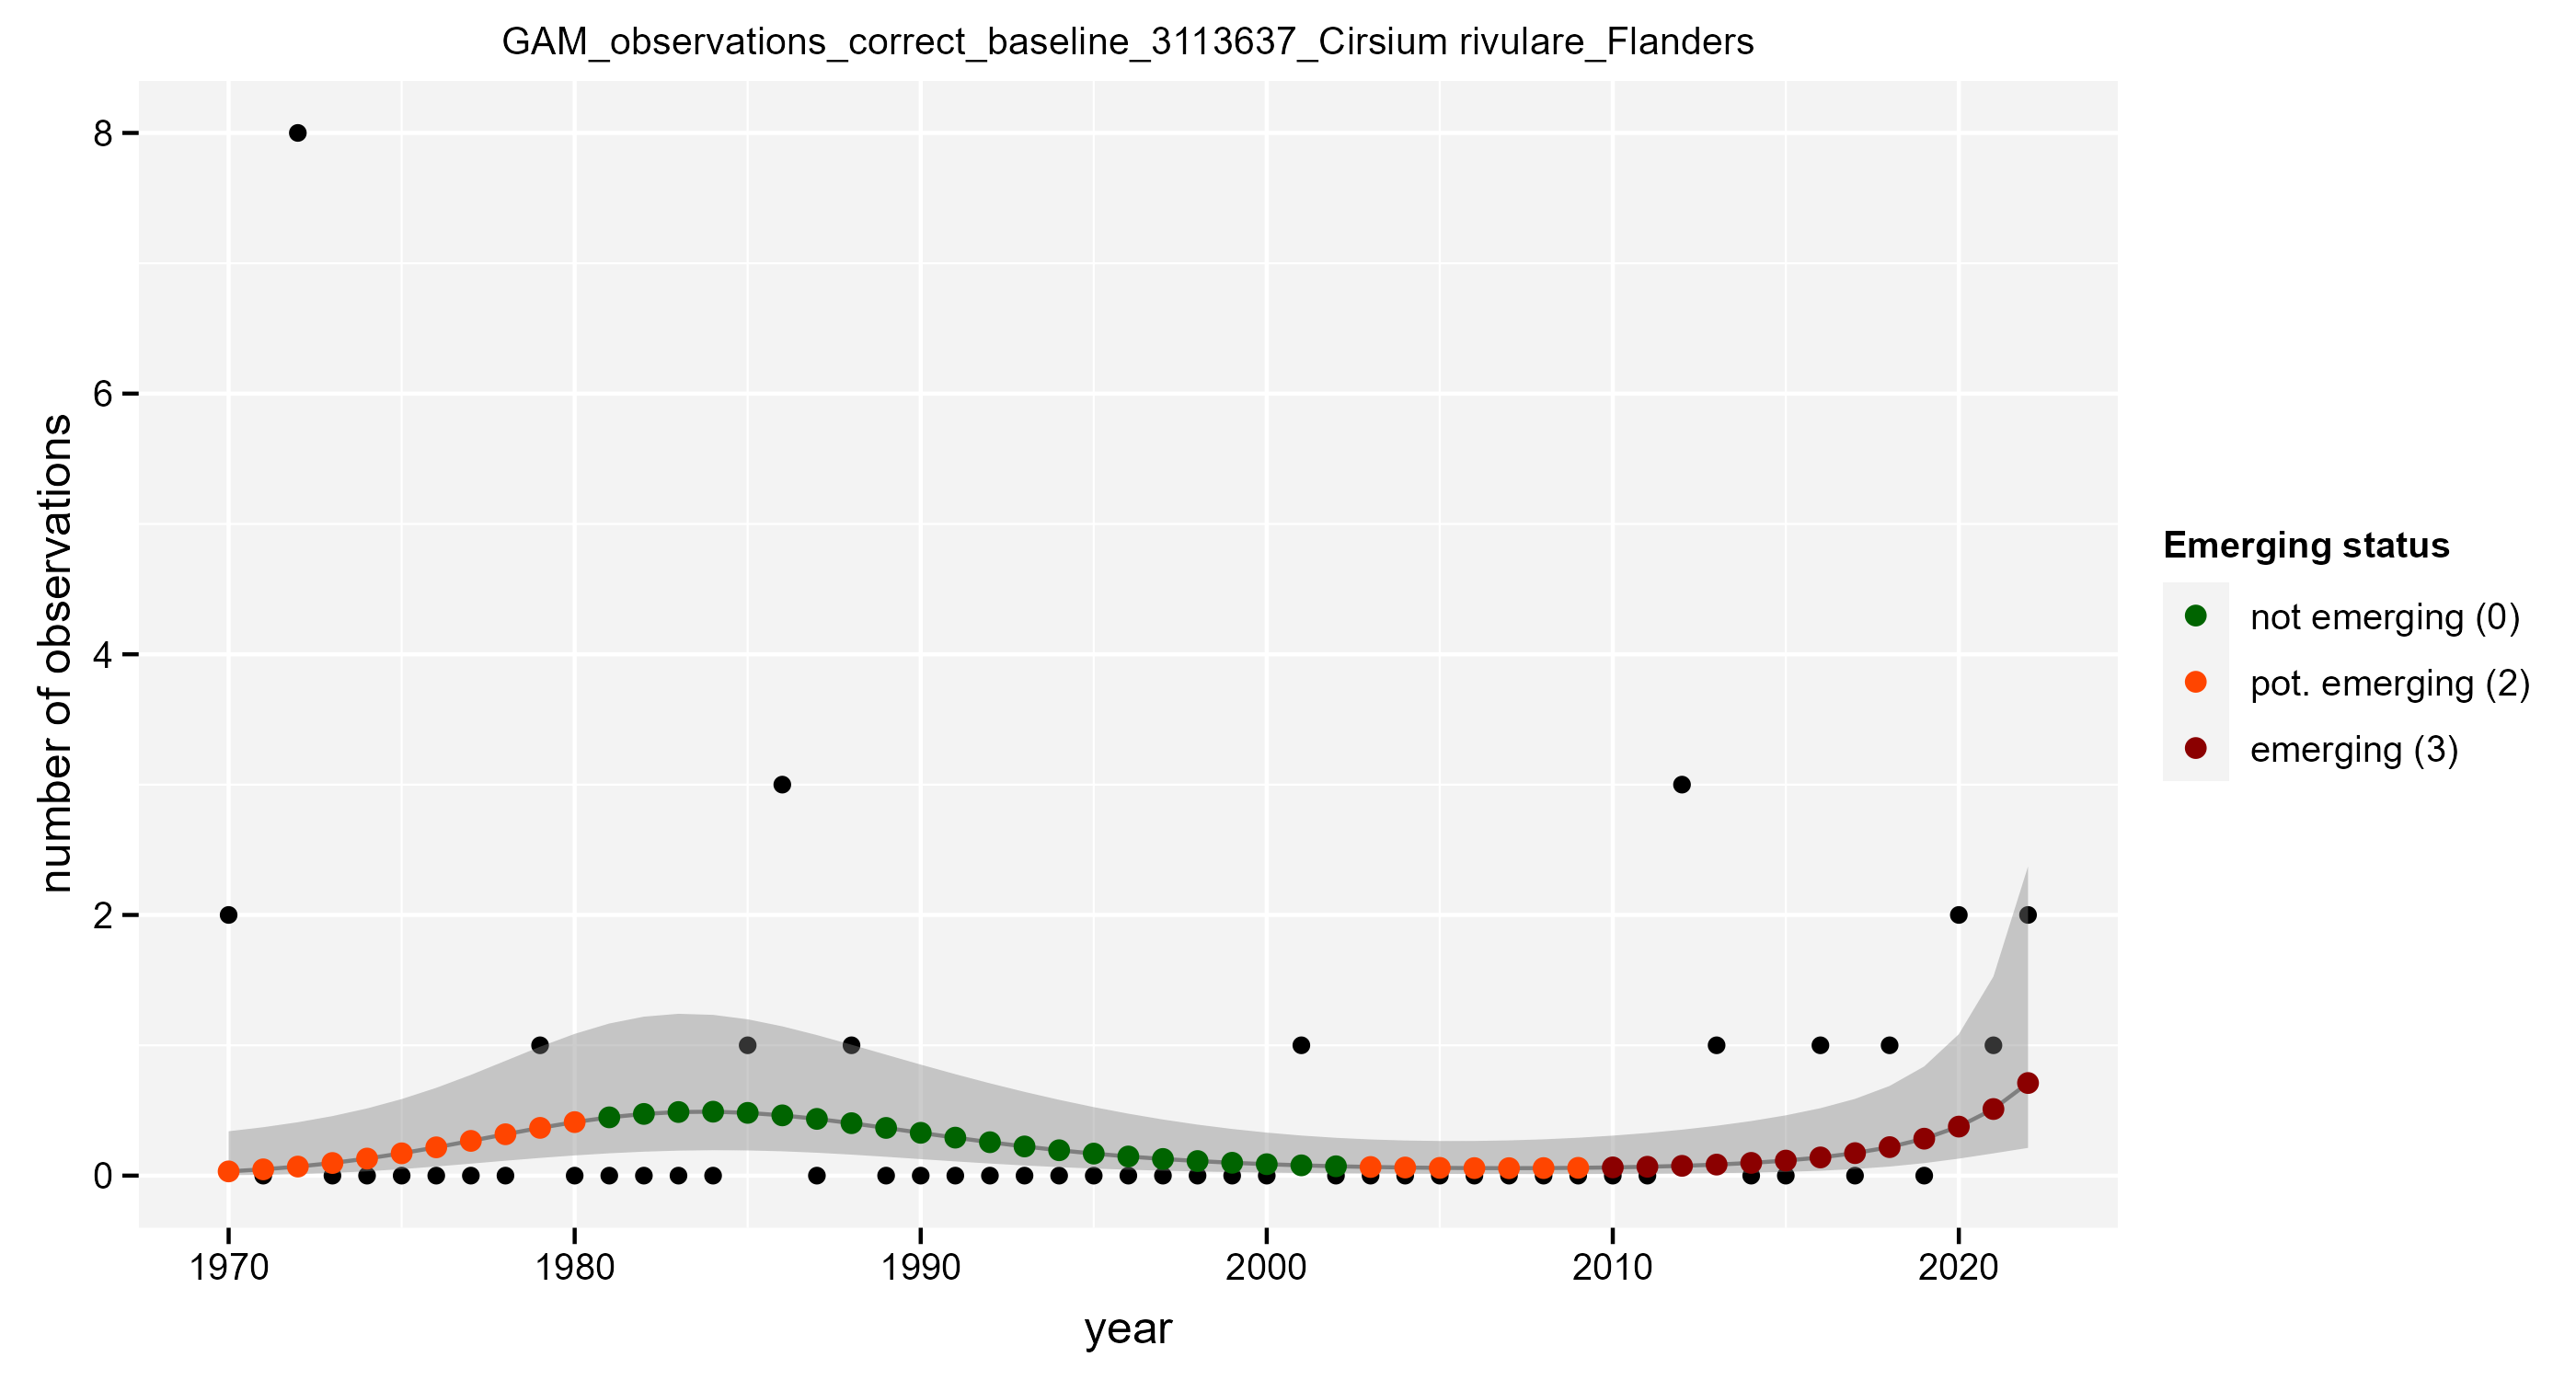 GAM_observations_correct_baseline_3113637_Cirsium rivulare_Flanders
8
6
4
2
0
number of observations
1970 1980 1990 2000 2010 2020
year
Emerging status
not emerging (0)
pot. emerging (2)
emerging (3)